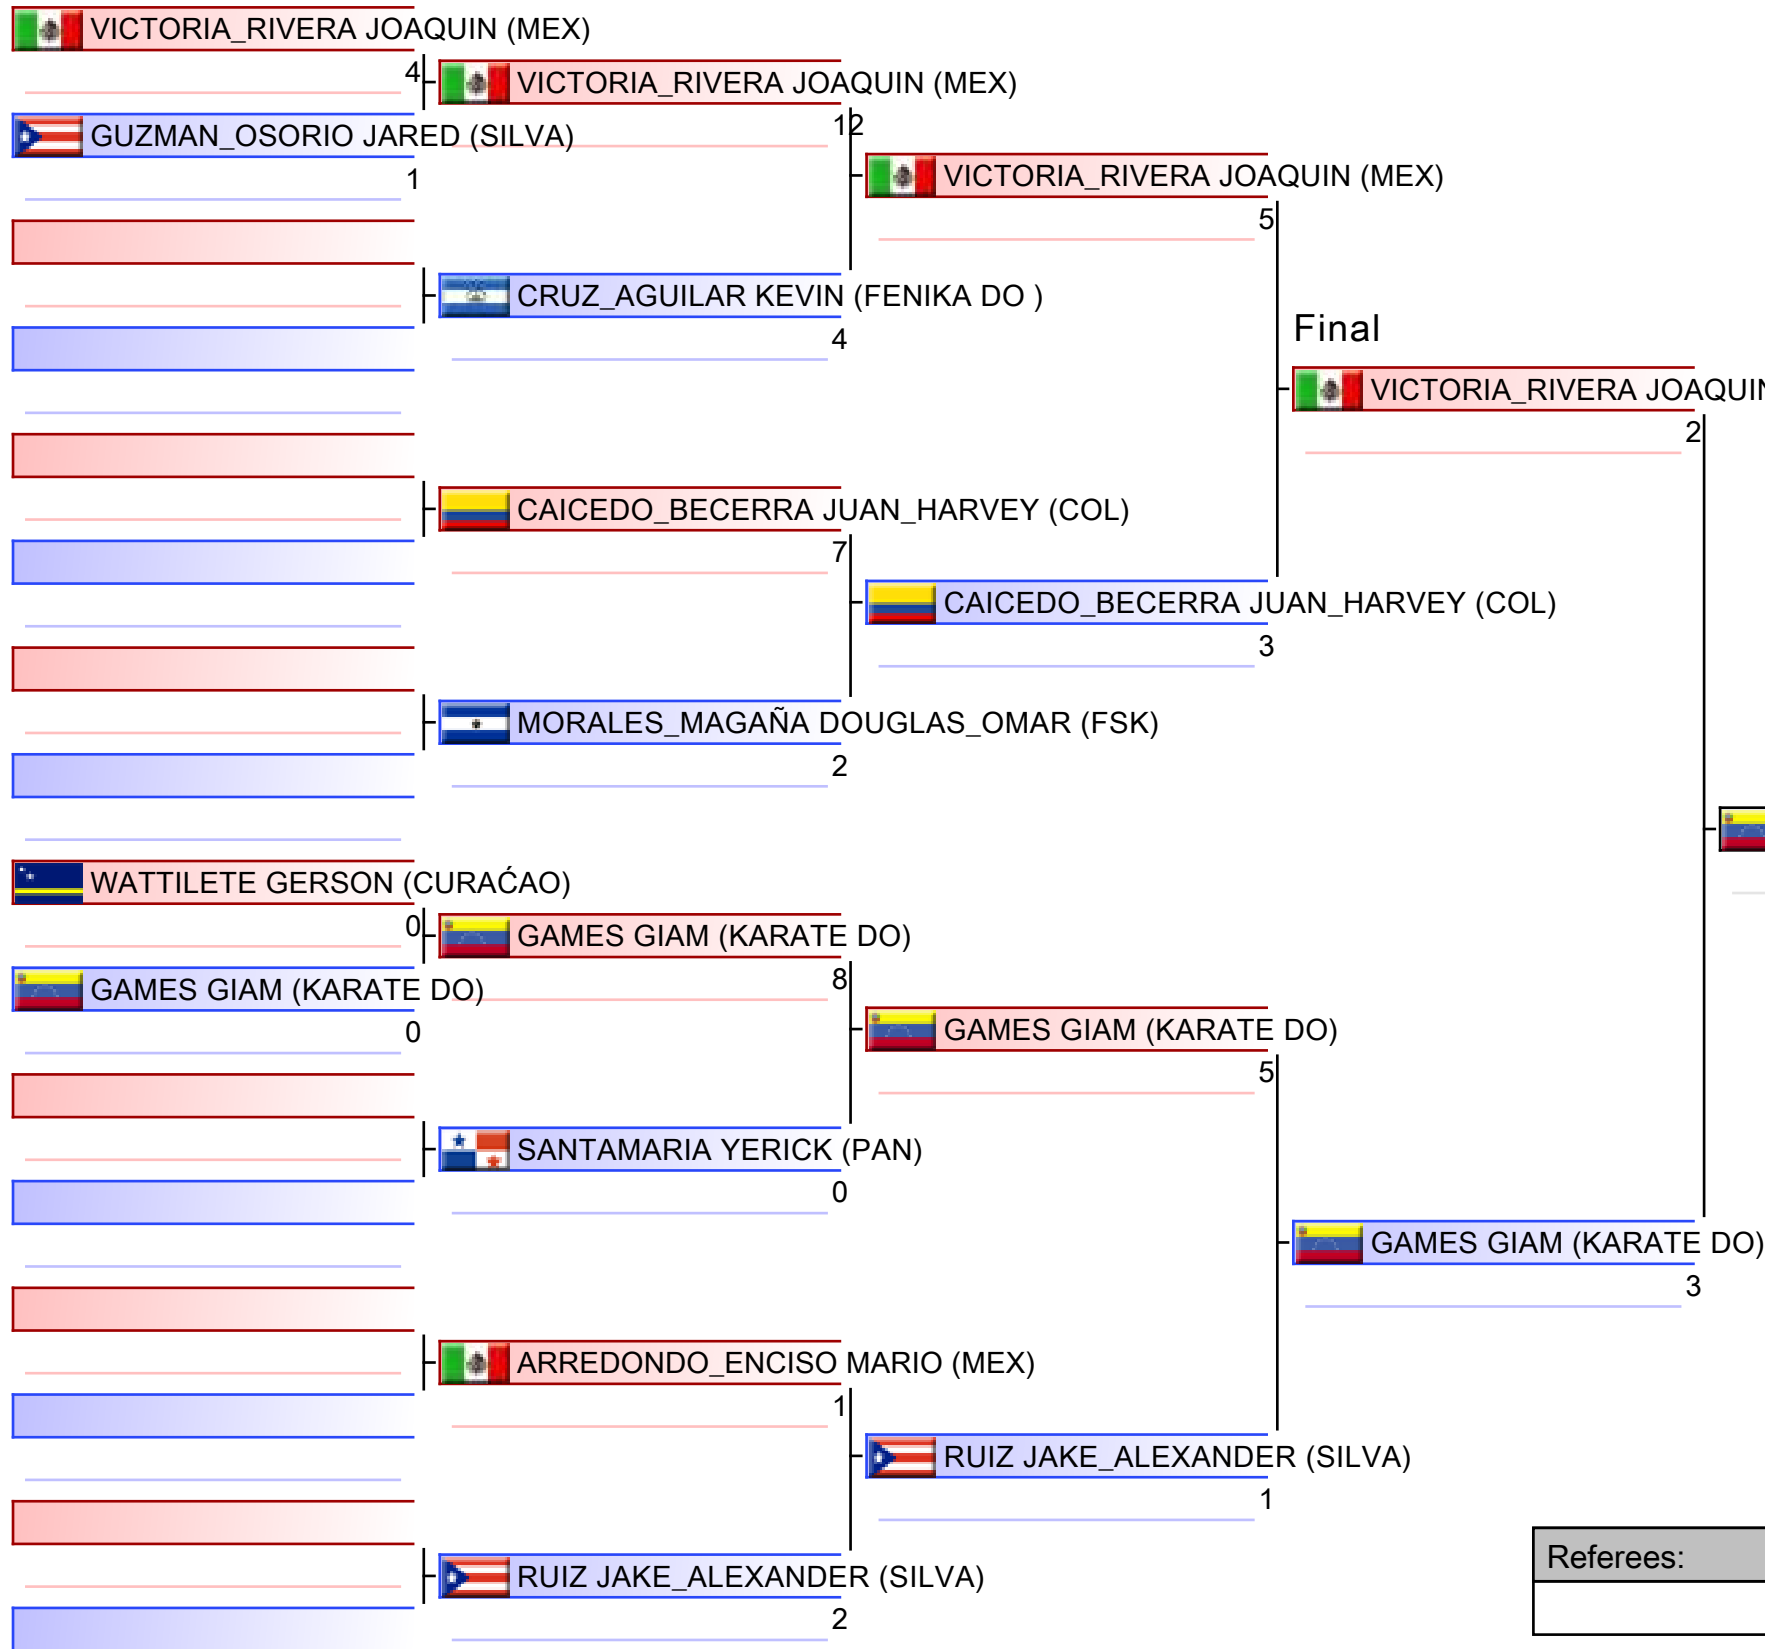 VICTORIA_RIVERA JOAQUIN (MEX)
4
VICTORIA_RIVERA JOAQUIN (MEX)
12
GUZMAN_OSORIO JARED (SILVA)
1
VICTORIA_RIVERA JOAQUIN (MEX)
5
CRUZ_AGUILAR KEVIN (FENIKA DO )
4
Final
VICTORIA_RIVERA JOAQUIN
2
CAICEDO_BECERRA JUAN_HARVEY (COL)
7
CAICEDO_BECERRA JUAN_HARVEY (COL)
3
MORALES_MAGAÑA DOUGLAS_OMAR (FSK)
2
WATTILETE GERSON (CURAĆAO)
0
GAMES GIAM (KARATE DO)
8
GAMES GIAM (KARATE DO)
0
GAMES GIAM (KARATE DO)
5
SANTAMARIA YERICK (PAN)
0
GAMES GIAM (KARATE DO)
3
ARREDONDO_ENCISO MARIO (MEX)
1
RUIZ JAKE_ALEXANDER (SILVA)
1
RUIZ JAKE_ALEXANDER (SILVA)
2
Referees: